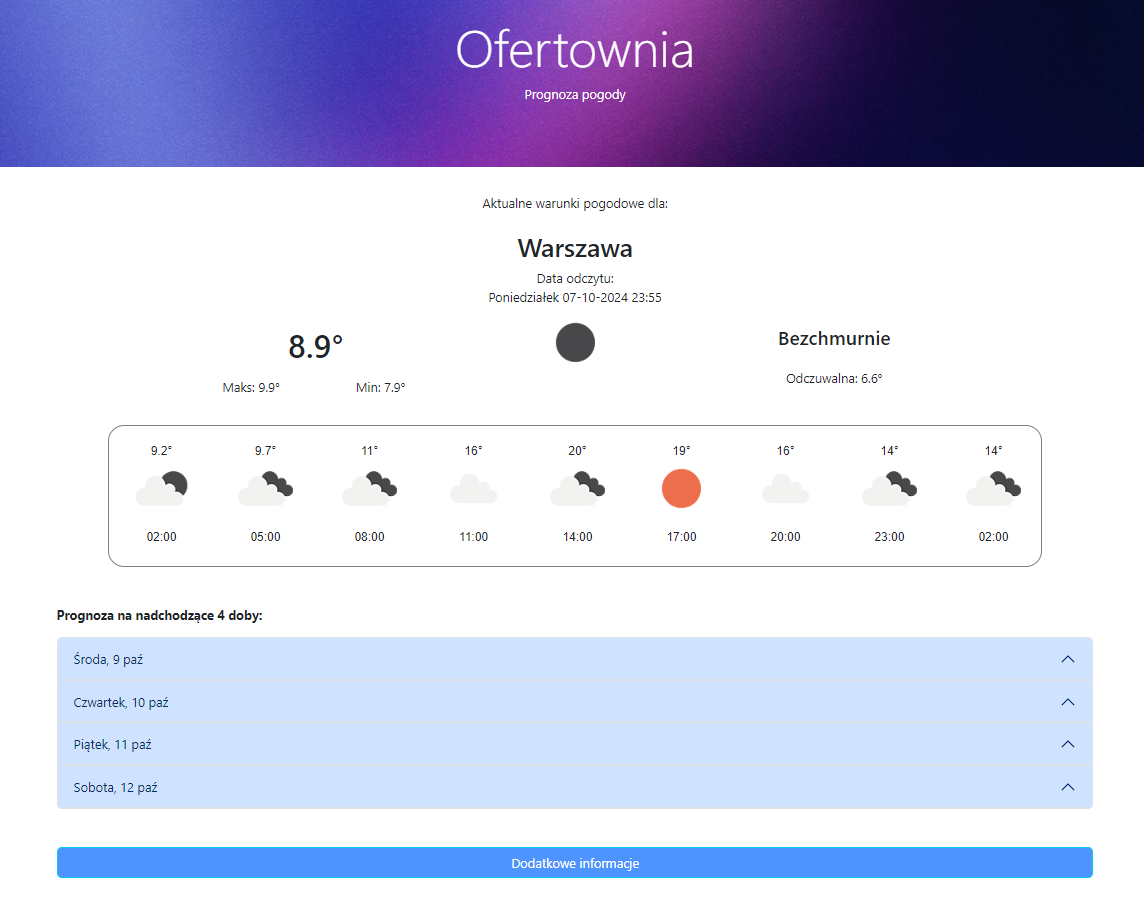 Ofertownia
Prognoza pogody
Aktualne warunki pogodowe dla:
Warszawa
Data odczytu:
Poniedziałek 07-10-2024 23:55
8.9°
Maks: 9.9° Min: 7.9°
Bezchmurnie
Odczuwalna: 6.6°
9.2° 9.7° 11° 16° 20° 19° 16° 14° 14°
02:00 05:00 08:00 11:00 14:00 17:00 20:00 23:00 02:00
Prognoza na nadchodzące 4 doby:
Środa, 9 paź
Czwartek, 10 paź
Piątek, 11 paź
Sobota, 12 paź
Dodatkowe informacje